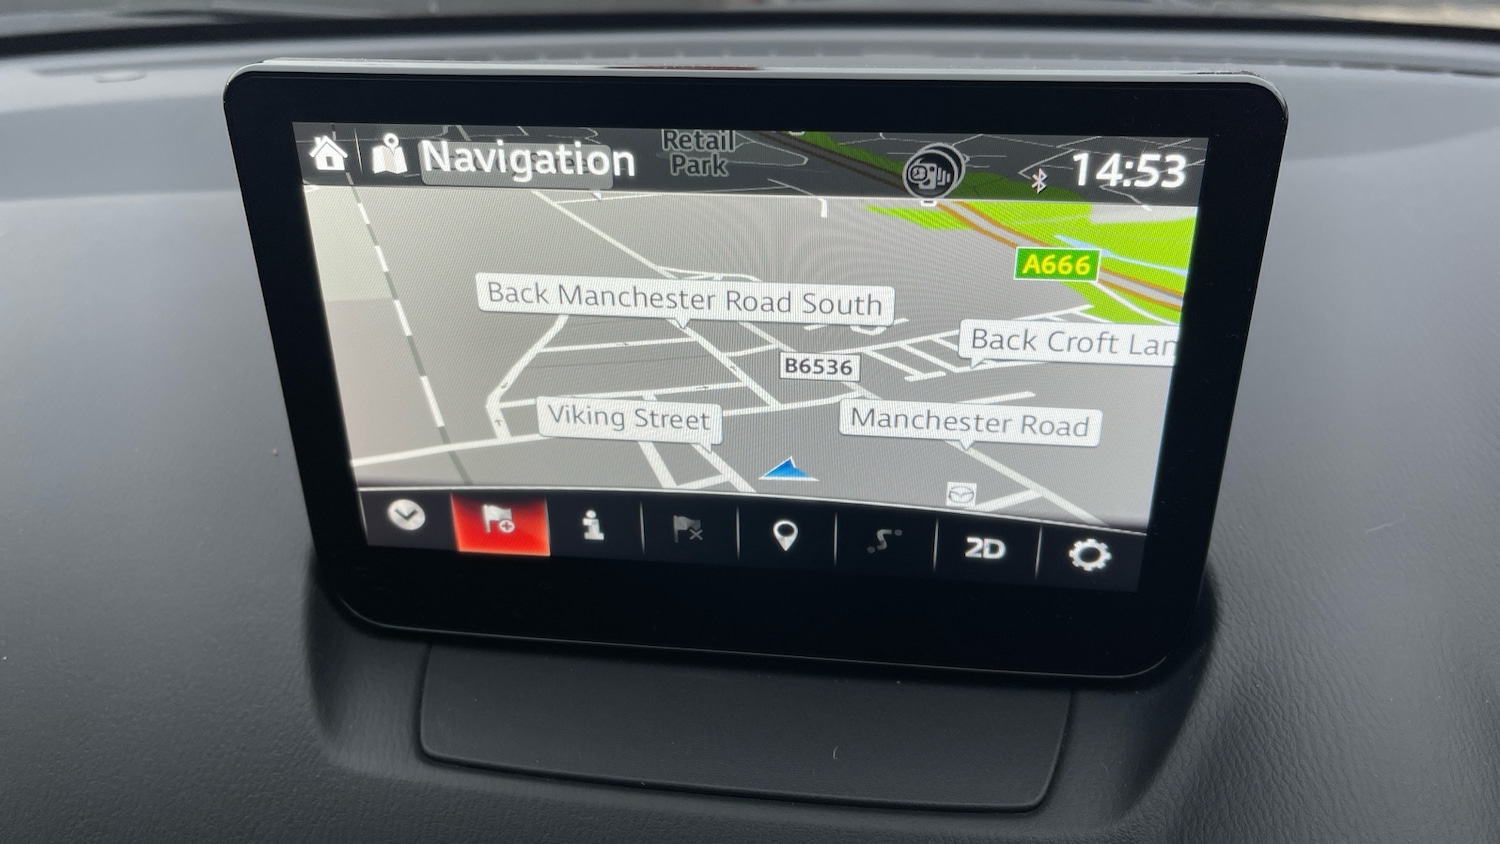 Navigation
Retail
Park
14:53
A666
Back Manchester Road South
Back Croft Lan
B6536
Viking Street
Manchester Road
2D